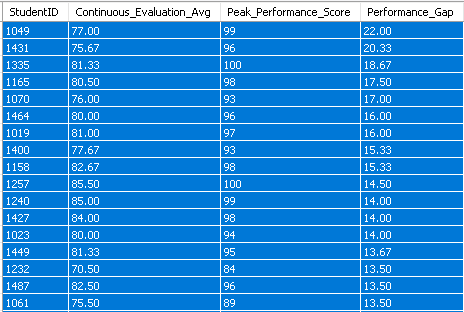 StudentID Continuous_Evaluation_Avg Peak_Performance_Score Performance_Gap
1049 77.00 99 22.00
1431 75.67 96 20.33
1335 81.33 100 18.67
1165 80.50 98 17.50
1070 76.00 93 17.00
1464 80.00 96 16.00
1019 81.00 97 16.00
1400 77.67 93 15.33
1158 82.67 98 15.33
1257 85.50 100 14.50
1240 85.00 99 14.00
1427 84.00 98 14.00
1023 80.00 94 14.00
1449 81.33 95 13.67
1232 70.50 84 13.50
1487 82.50 96 13.50
1061 75.50 89 13.50